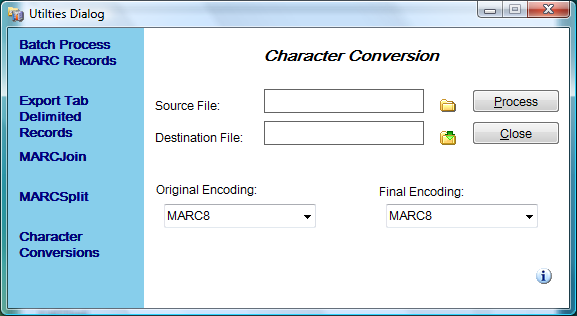 Utilties Dialog
Batch Process
MARC Records
Export Tab
Delimited
Records
MARCJoin
MARCSplit
Character
Conversions
Character Conversion
Source File:
Process
Destination File:
Close
Original Encoding:
Final Encoding:
MARC8
MARC8